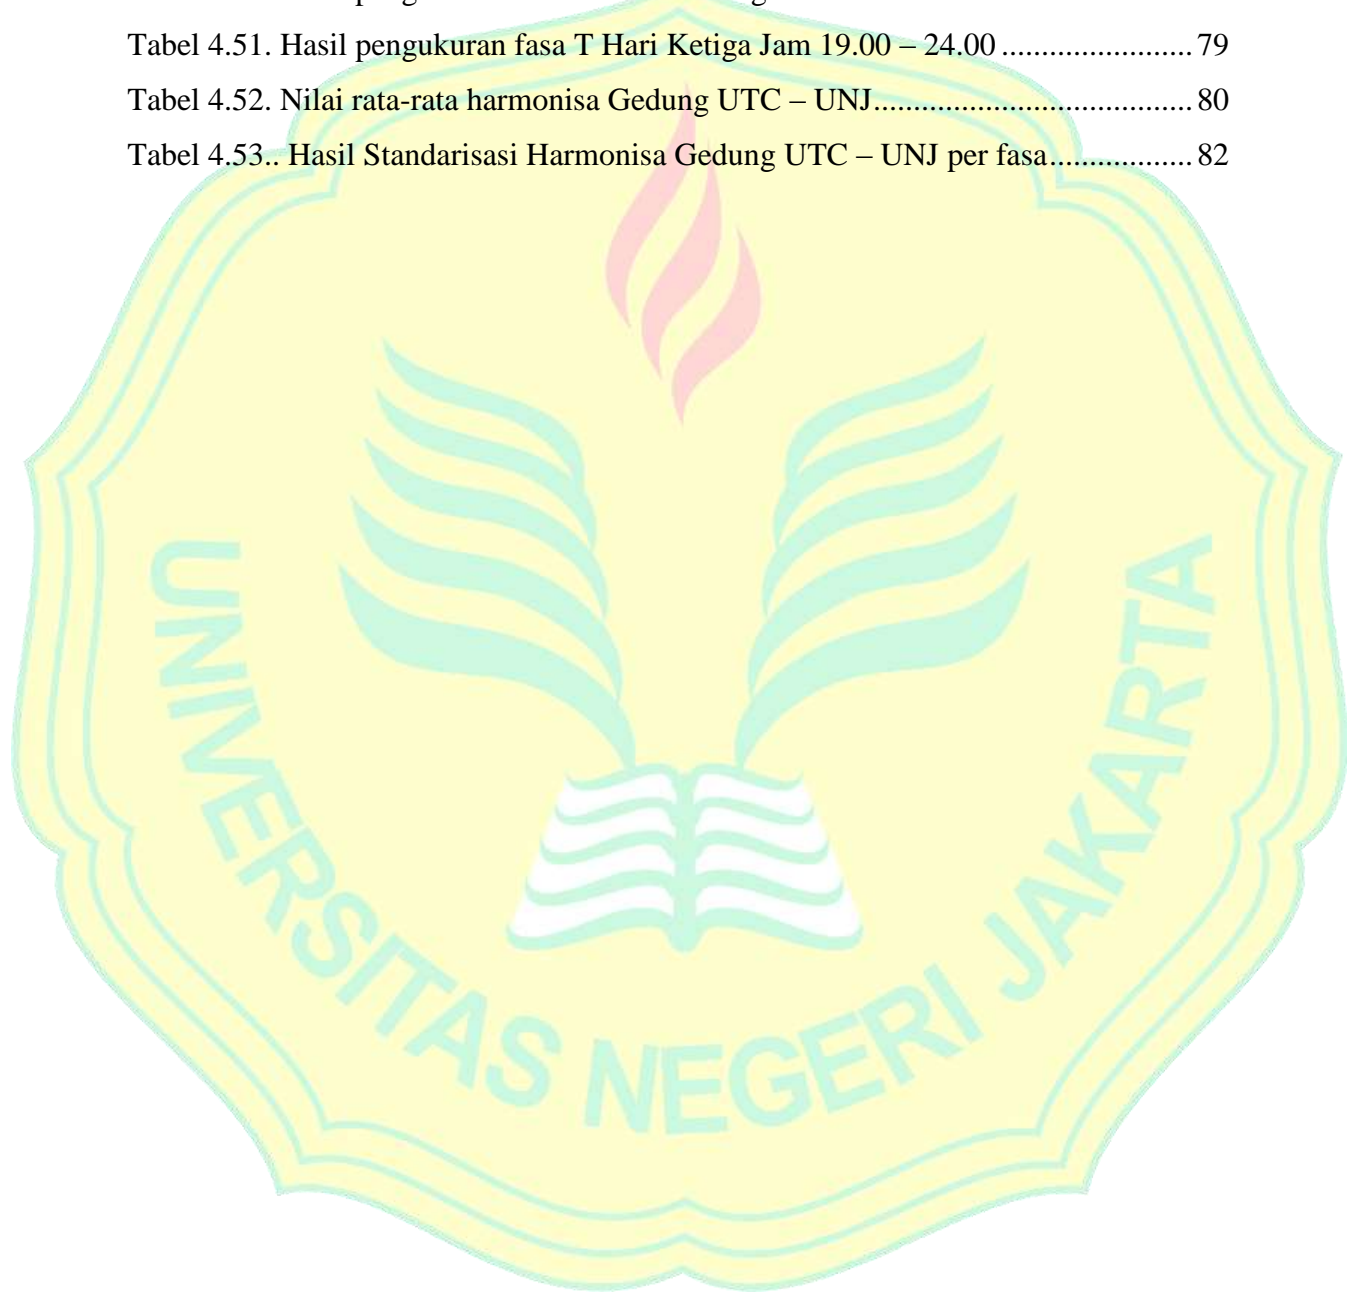 Tabel 4.51. Hasil pengukuran fasa T Hari Ketiga Jam 19.00 – 24.00 ........................ 79
Tabel 4.52. Nilai rata-rata harmonisa Gedung UTC – UNJ........................................ 80
Tabel 4.53.. Hasil Standarisasi Harmonisa Gedung UTC – UNJ per fasa.................. 82
UNIVERSITAS NEGERI JAKARTA